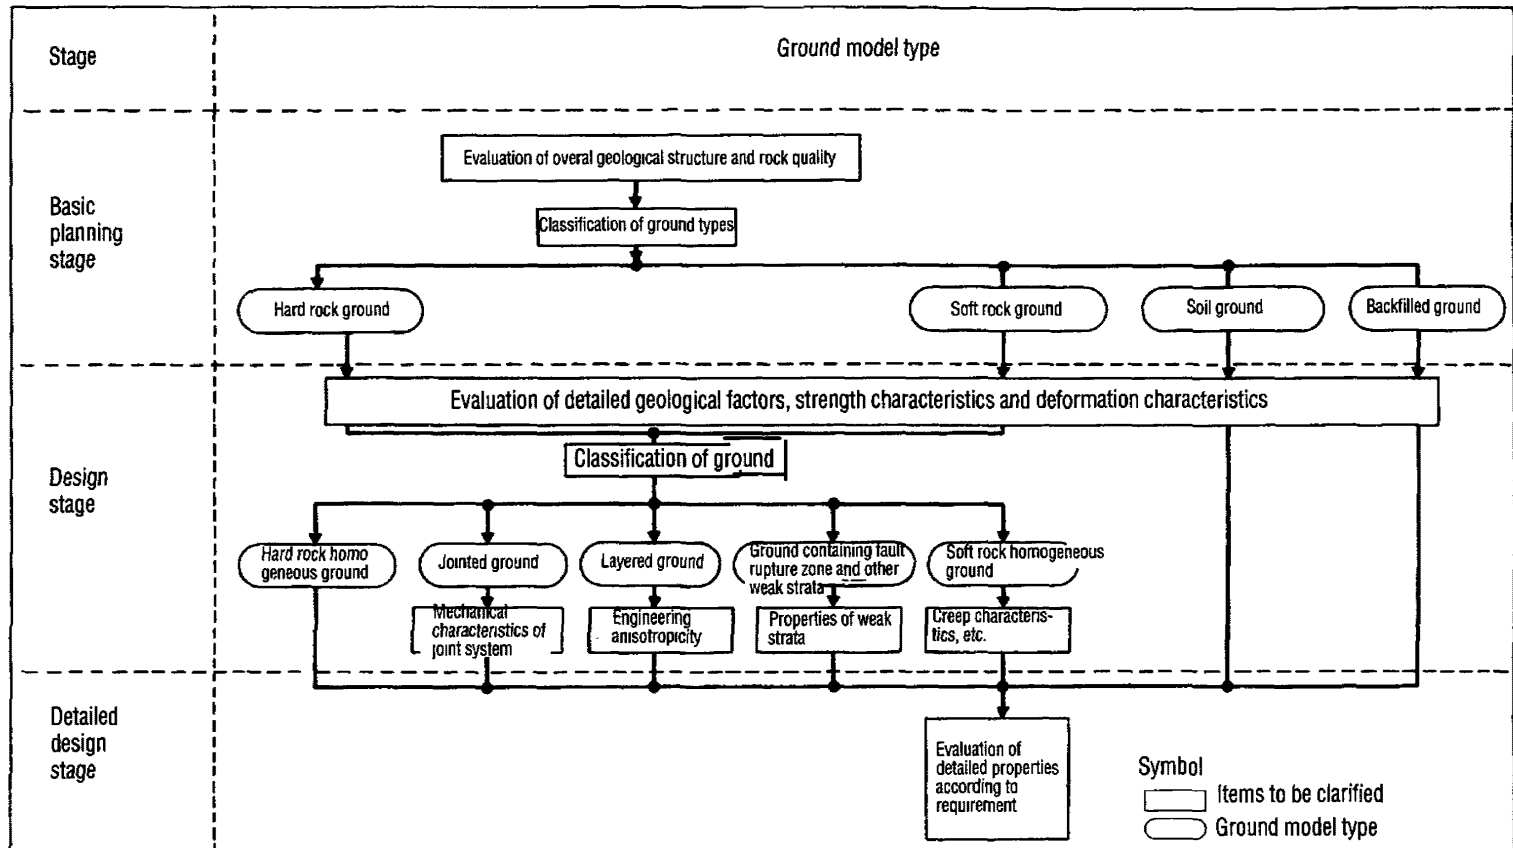 Stage
Ground model type
Basic
planning
stage
Evaluation of overal geological structure and rock quality
Classification of ground types
Hard rock ground
Soft rock ground
Soil ground
Backfilled ground
Design
stage
Evaluation of detailed geological factors, strength characteristics and deformation characteristics
Classification of ground
Hard rock homo
geneous ground
Jointed ground
Layered ground
Ground containing fault
rupture zone and other
weak strata
Soft rock homogeneous
ground
Mechanical
characteristics of
joint system
Engineering
anisotropicity
Properties of weak
strata
Creep characteris-
tics, etc.
Detailed
design
stage
Evaluation of
detailed properties
according to
requirement
Symbol
Items to be clarified
Ground model type